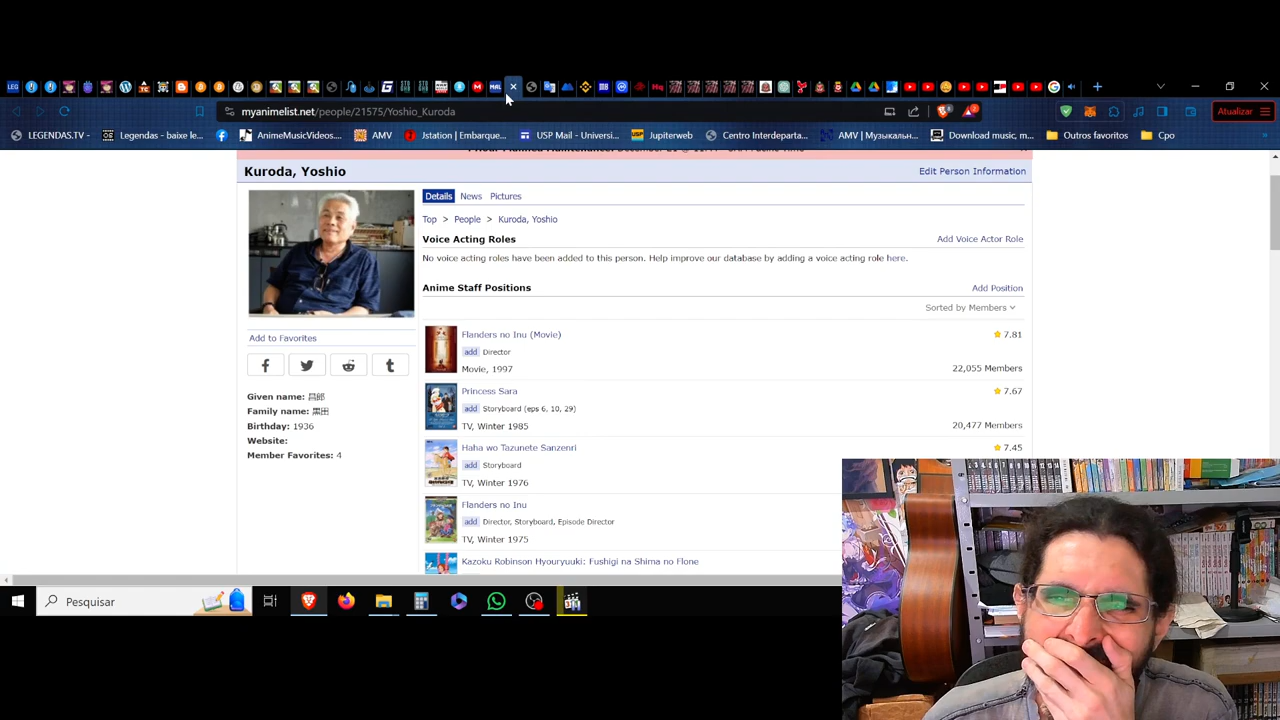 myanimelist.net/people/21575/Yoshio_Kuroda
Atualizar
LEGENDAS.TV -
Legendas - baixe le...
AnimeMusicVideos....
AMV
Jstation | Embarque...
USP Mail - Universi...
Jupiterweb
Centro Interdeparta...
AMV | Музыкальн...
Download music, m...
Outros favoritos
Cpo
Kuroda, Yoshio
Edit Person Information
Details News Pictures
Top > People > Kuroda, Yoshio
Voice Acting Roles
Add Voice Actor Role
No voice acting roles have been added to this person. Help improve our database by adding a voice acting role here.
Anime Staff Positions
Add Position
Sorted by Members
Flanders no Inu (Movie)
7.81
add Director
Movie, 1997
22,055 Members
Princess Sara
7.67
add Storyboard (eps 6, 10, 29)
TV, Winter 1985
20,477 Members
Haha wo Tazunete Sanzenri
7.45
add Storyboard
TV, Winter 1976
Flanders no Inu
add Director, Storyboard, Episode Director
TV, Winter 1975
Kazoku Robinson Hyouryuuki: Fushigi na Shima no Flone
Add to Favorites
Given name: 昌郎
Family name: 黒田
Birthday: 1936
Website:
Member Favorites: 4
Pesquisar